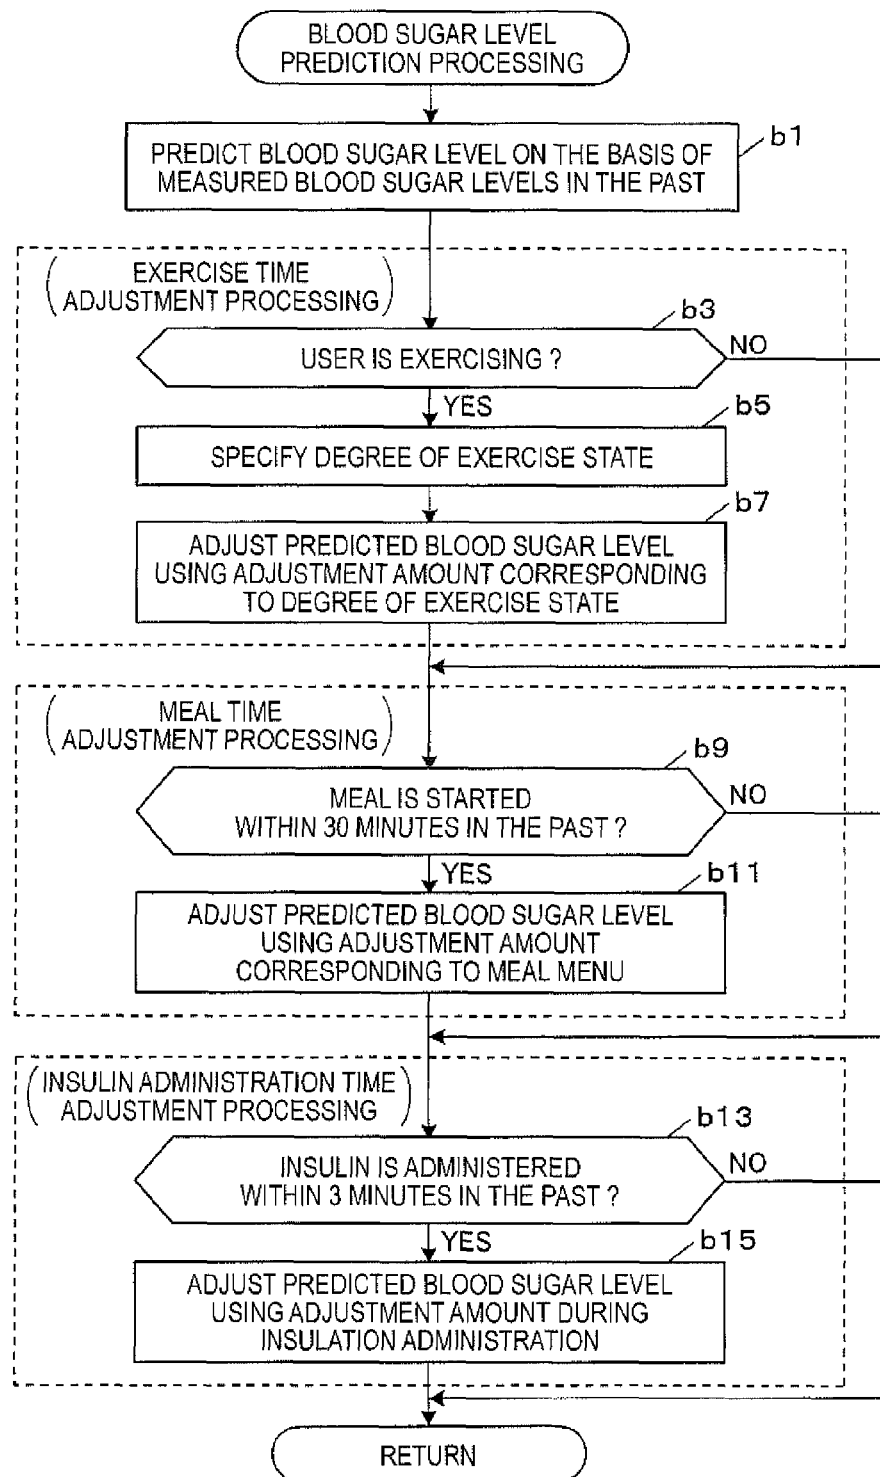 BLOOD SUGAR LEVEL
PREDICTION PROCESSING
b1
PREDICT BLOOD SUGAR LEVEL ON THE BASIS OF
MEASURED BLOOD SUGAR LEVELS IN THE PAST
(EXERCISE TIME
ADJUSTMENT PROCESSING)
b3
USER IS EXERCISING ?
NO
YES
b5
SPECIFY DEGREE OF EXERCISE STATE
b7
ADJUST PREDICTED BLOOD SUGAR LEVEL
USING ADJUSTMENT AMOUNT CORRESPONDING
TO DEGREE OF EXERCISE STATE
(MEAL TIME
ADJUSTMENT PROCESSING)
b9
MEAL IS STARTED
WITHIN 30 MINUTES IN THE PAST ?
NO
YES
b11
ADJUST PREDICTED BLOOD SUGAR LEVEL
USING ADJUSTMENT AMOUNT
CORRESPONDING TO MEAL MENU
(INSULIN ADMINISTRATION TIME
ADJUSTMENT PROCESSING)
b13
INSULIN IS ADMINISTERED
WITHIN 3 MINUTES IN THE PAST ?
NO
YES
b15
ADJUST PREDICTED BLOOD SUGAR LEVEL
USING ADJUSTMENT AMOUNT DURING
INSULATION ADMINISTRATION
RETURN